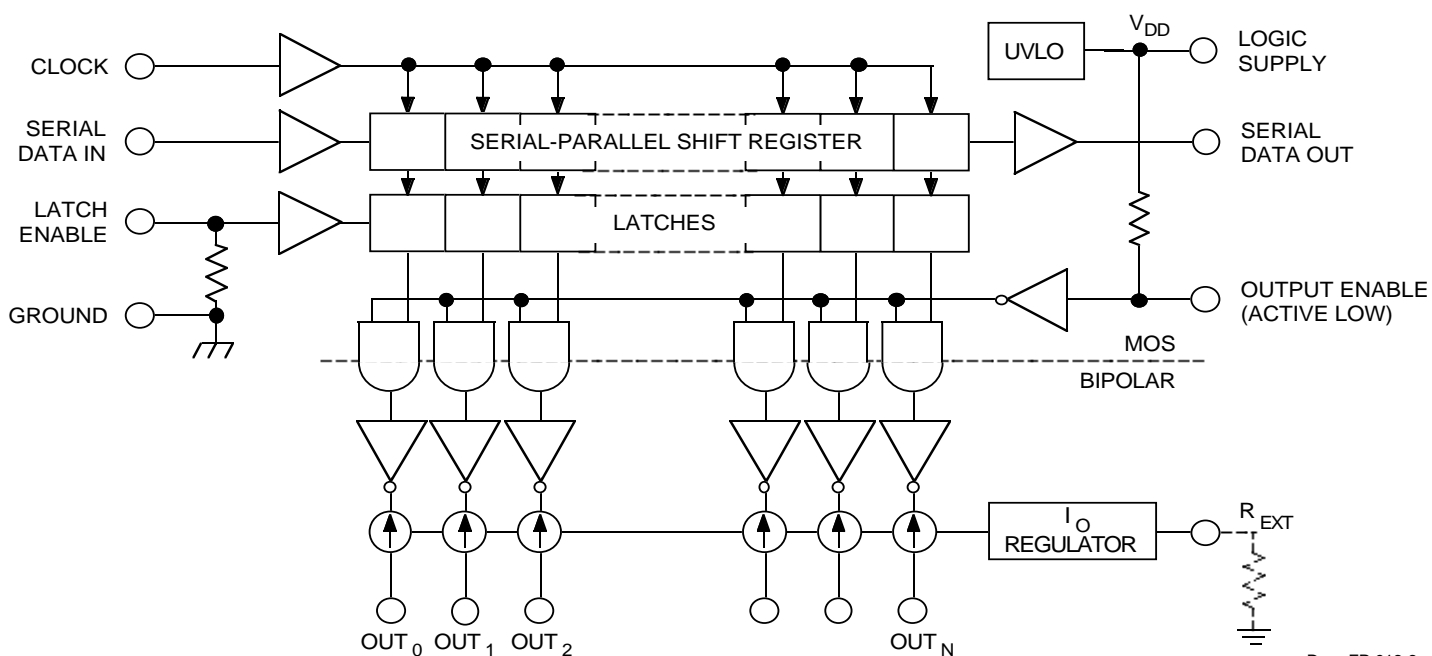 CLOCK
SERIAL
DATA IN
LATCH
ENABLE
GROUND
UVLO
V DD
LOGIC
SUPPLY
SERIAL-PARALLEL SHIFT REGISTER
SERIAL
DATA OUT
LATCHES
OUTPUT ENABLE
(ACTIVE LOW)
MOS
BIPOLAR
I O
REGULATOR
R EXT
OUT 0
OUT 1
OUT 2
OUT N